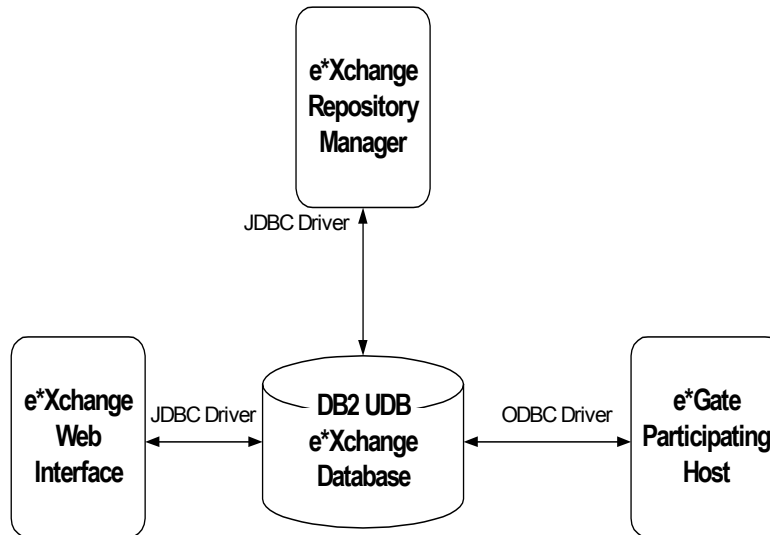 e*Xchange
Repository
Manager
JDBC Driver
e*Xchange
Web
Interface
JDBC Driver
DB2 UDB
e*Xchange
Database
ODBC Driver
e*Gate
Participating
Host